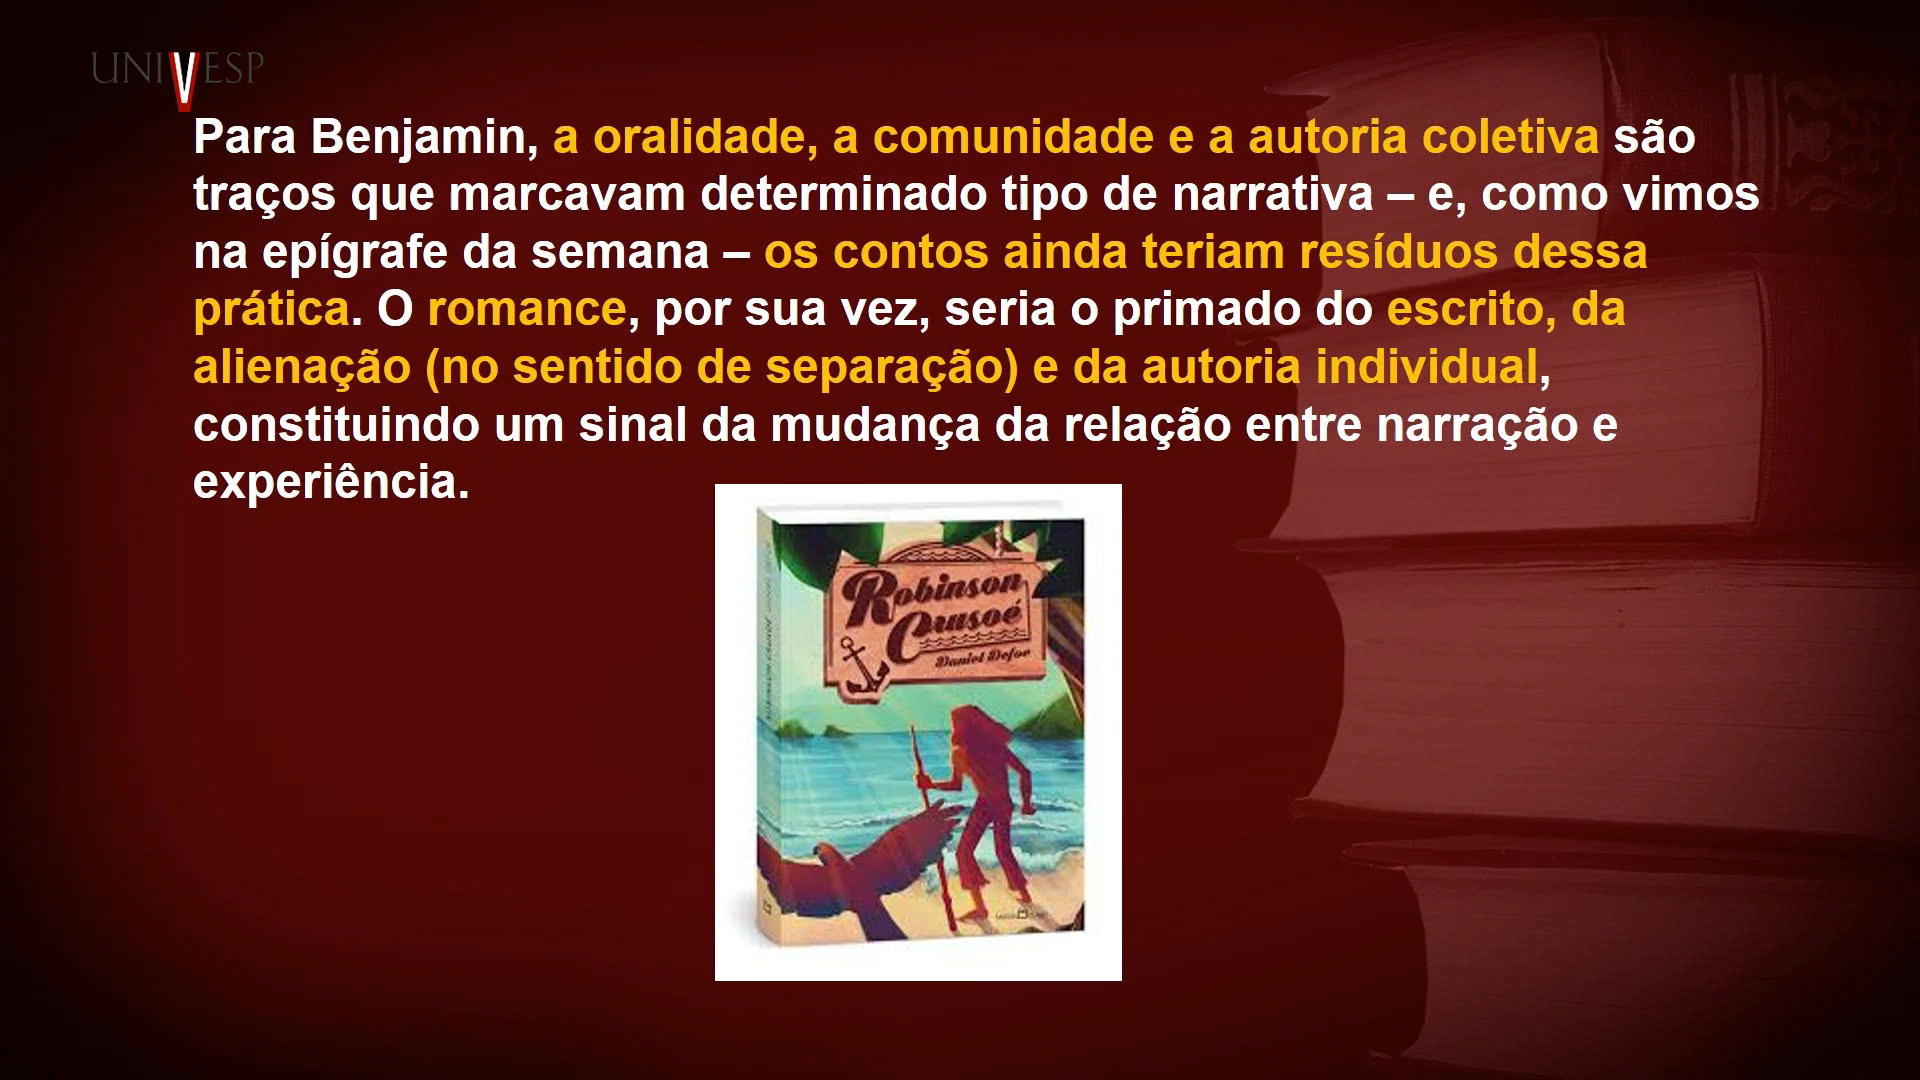 UNIVESP
Para Benjamin, a oralidade, a comunidade e a autoria coletiva são
traços que marcavam determinado tipo de narrativa – e, como vimos
na epígrafe da semana – os contos ainda teriam resíduos dessa
prática. O romance, por sua vez, seria o primado do escrito, da
alienação (no sentido de separação) e da autoria individual,
constituindo um sinal da mudança da relação entre narração e
experiência.
Robinson
Crusoé
Daniel Defoe